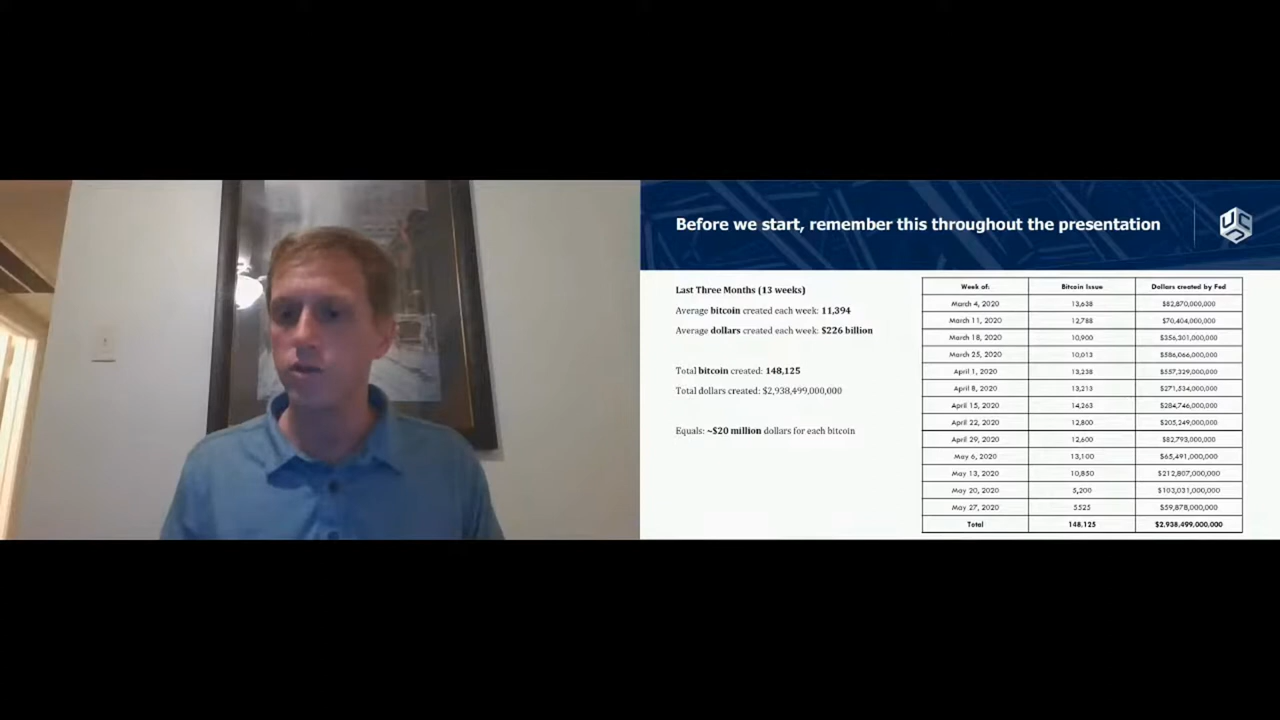 Before we start, remember this throughout the presentation
Last Three Months (13 weeks)
Average bitcoin created each week: 11,394
Average dollars created each week: $226 billion
Total bitcoin created: 148,125
Total dollars created: $2,938,499,000,000
Equals: ~$20 million dollars for each bitcoin
Week of: Bitcoin Issue Dollars created by Fed
March 4, 2020 13,638 $82,870,000,000
March 11, 2020 12,788 $70,404,000,000
March 18, 2020 10,900 $356,201,000,000
March 25, 2020 10,013 $586,066,000,000
April 1, 2020 13,238 $557,329,000,000
April 8, 2020 13,213 $271,534,000,000
April 15, 2020 14,263 $284,746,000,000
April 22, 2020 12,800 $205,249,000,000
April 29, 2020 12,600 $82,793,000,000
May 6, 2020 13,100 $65,491,000,000
May 13, 2020 10,850 $212,807,000,000
May 20, 2020 5,200 $103,031,000,000
May 27, 2020 5525 $59,878,000,000
Total 148,125 $2,938,499,000,000